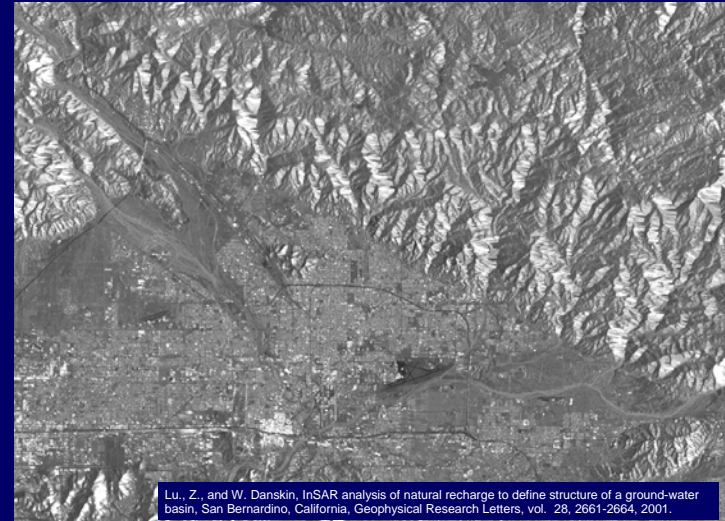 Lu., Z., and W. Danskin, InSAR analysis of natural recharge to define structure of a ground-water
basin, San Bernardino, California, Geophysical Research Letters, vol.  28, 2661-2664, 2001.